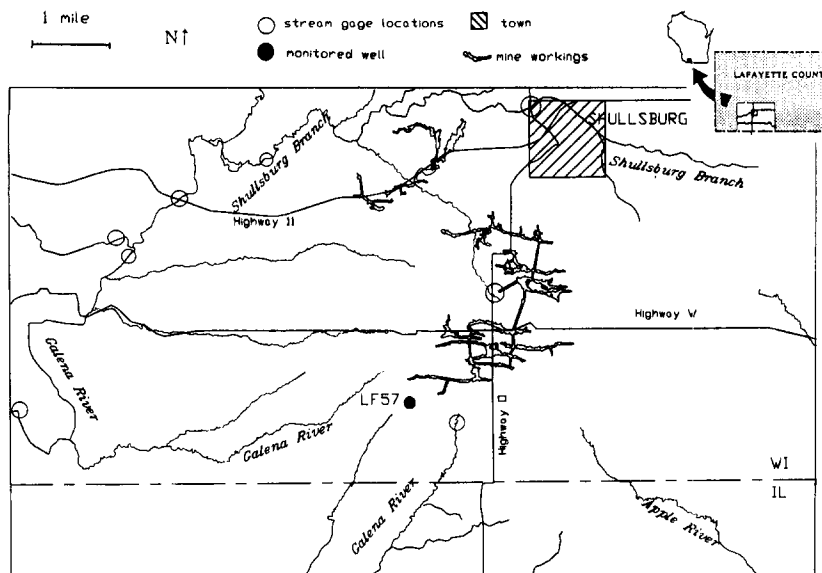 1 mile
N↑
stream gage locations
town
monitored well
mine workings
LAFAYETTE COUNT
SHULLSBURG
Shullsburg Branch
Shullsburg Branch
Highway 11
Highway W
Galena River
LF57
Galena River
Highway O
Galena River
WI
IL
Apple River